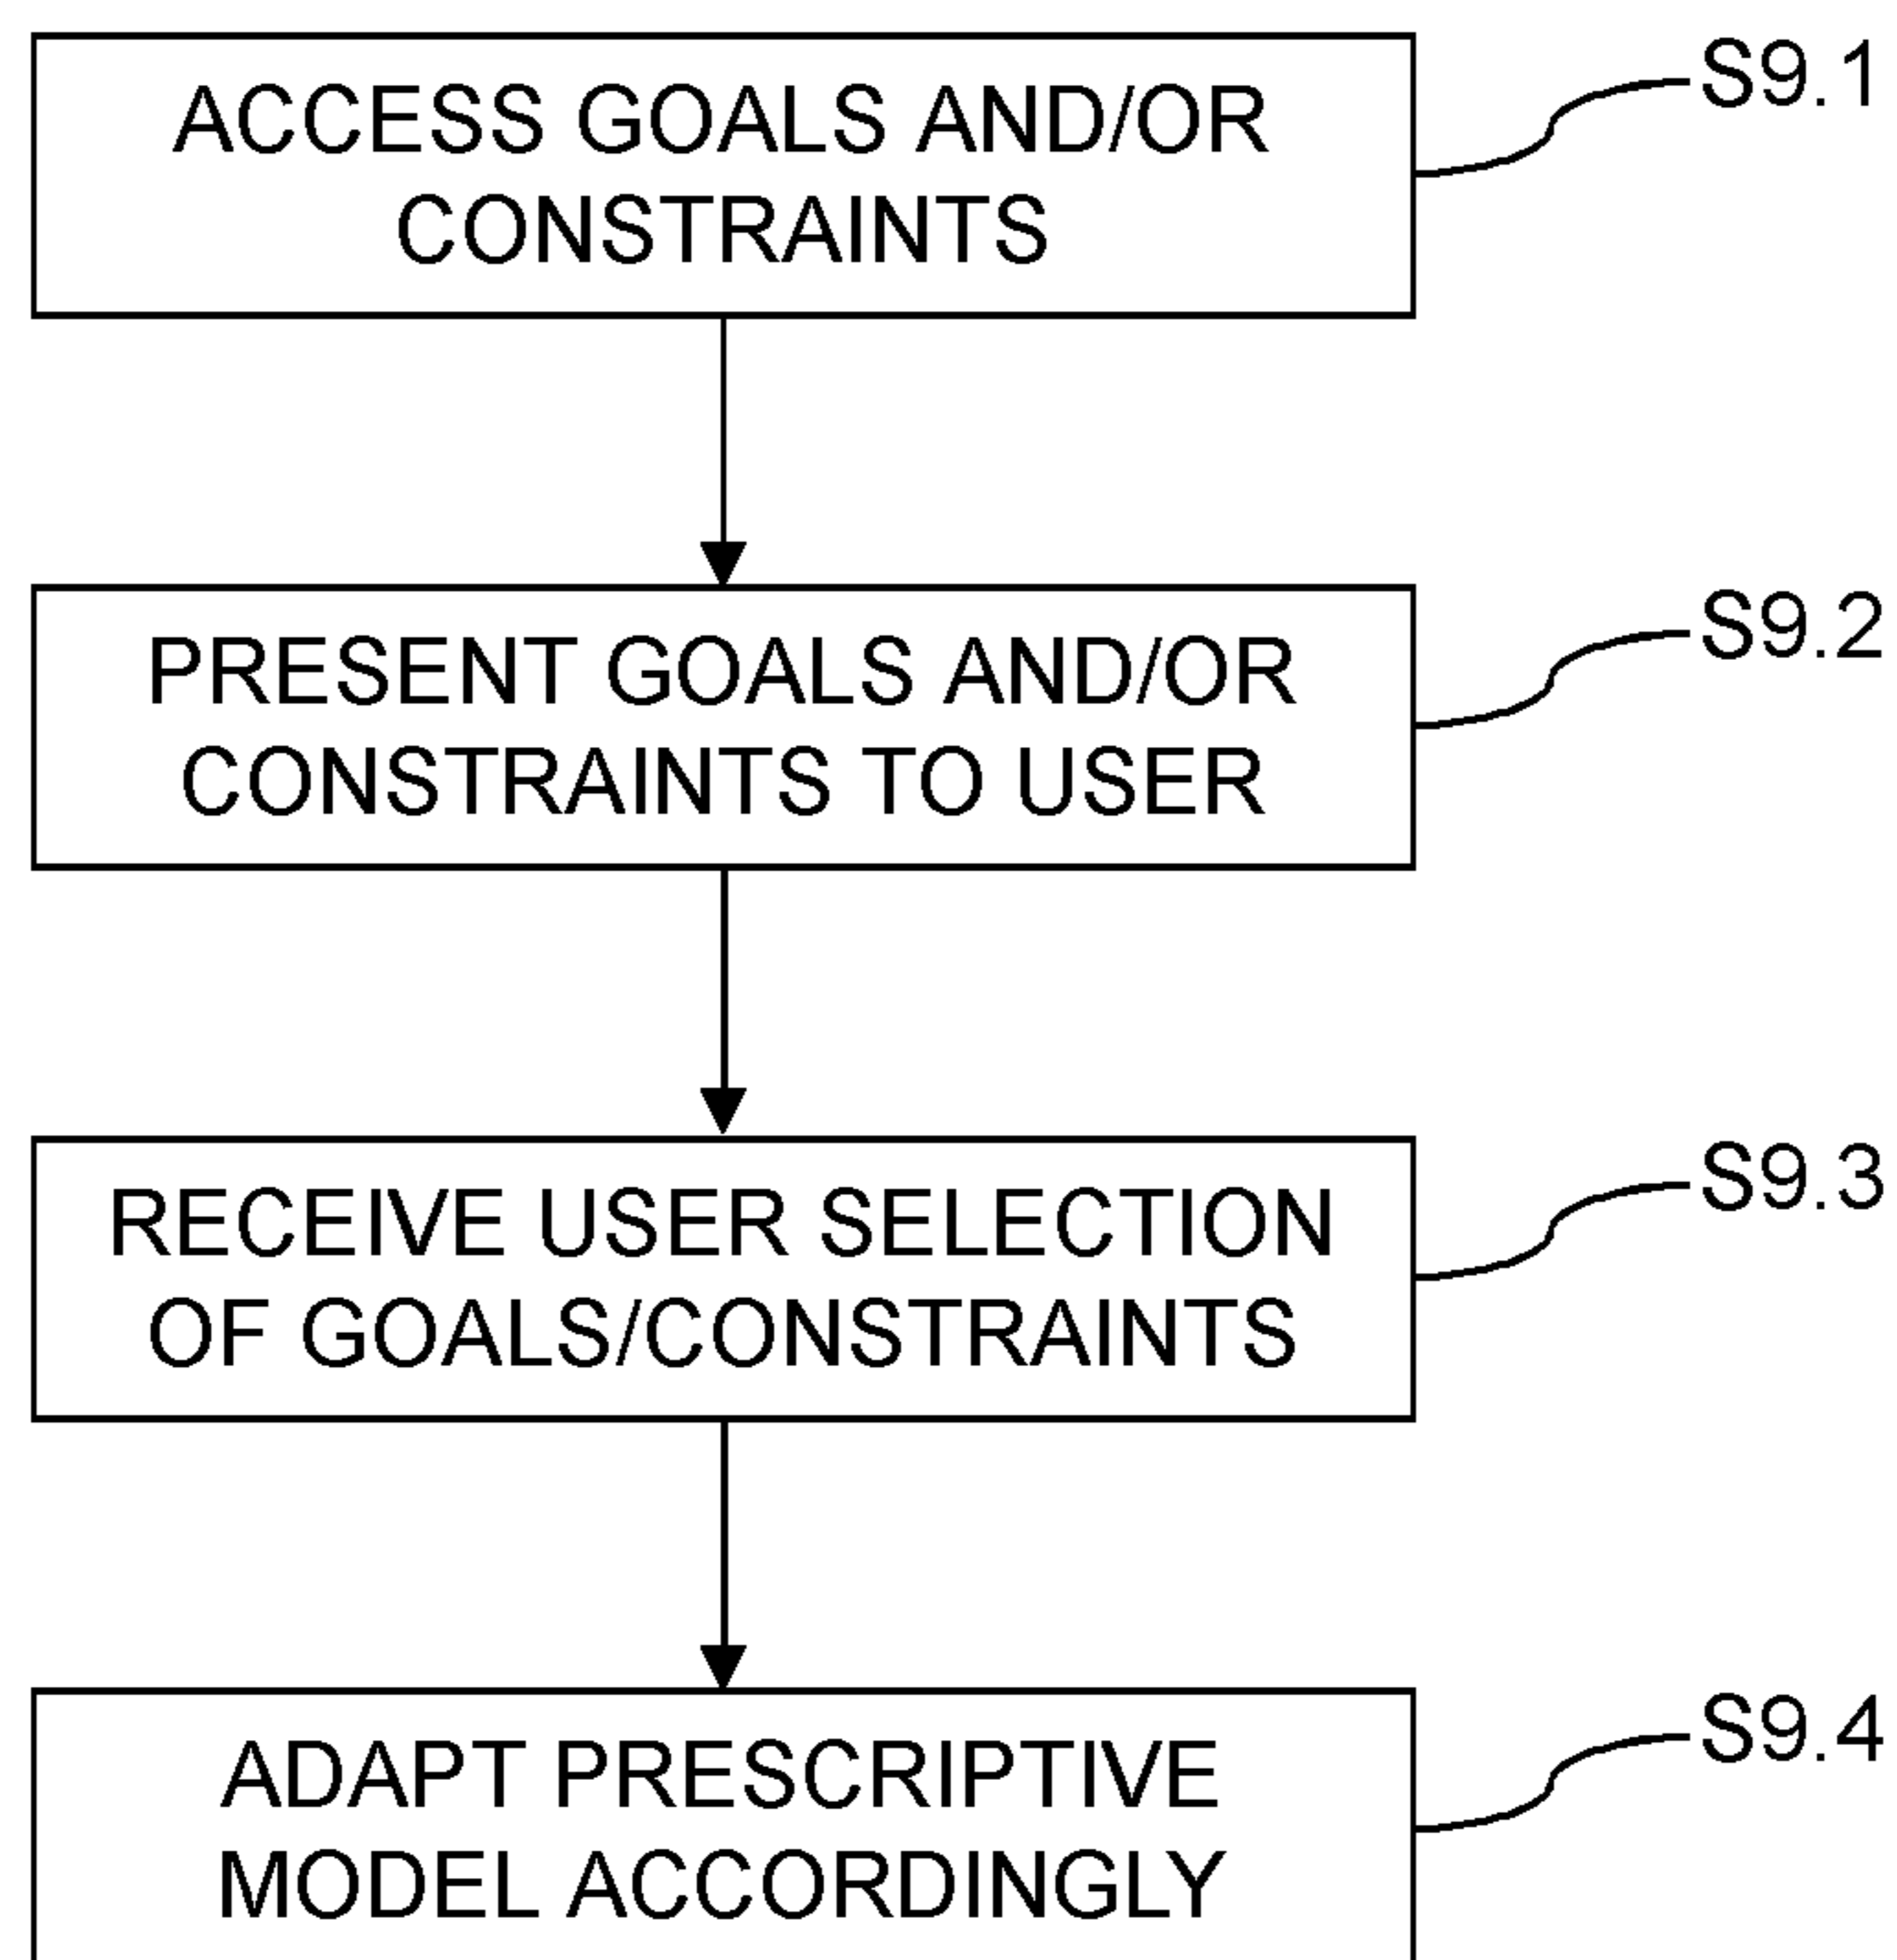 ACCESS GOALS AND/OR
CONSTRAINTS
S9.1
PRESENT GOALS AND/OR
CONSTRAINTS TO USER
S9.2
RECEIVE USER SELECTION
OF GOALS/CONSTRAINTS
S9.3
ADAPT PRESCRIPTIVE
MODEL ACCORDINGLY
S9.4